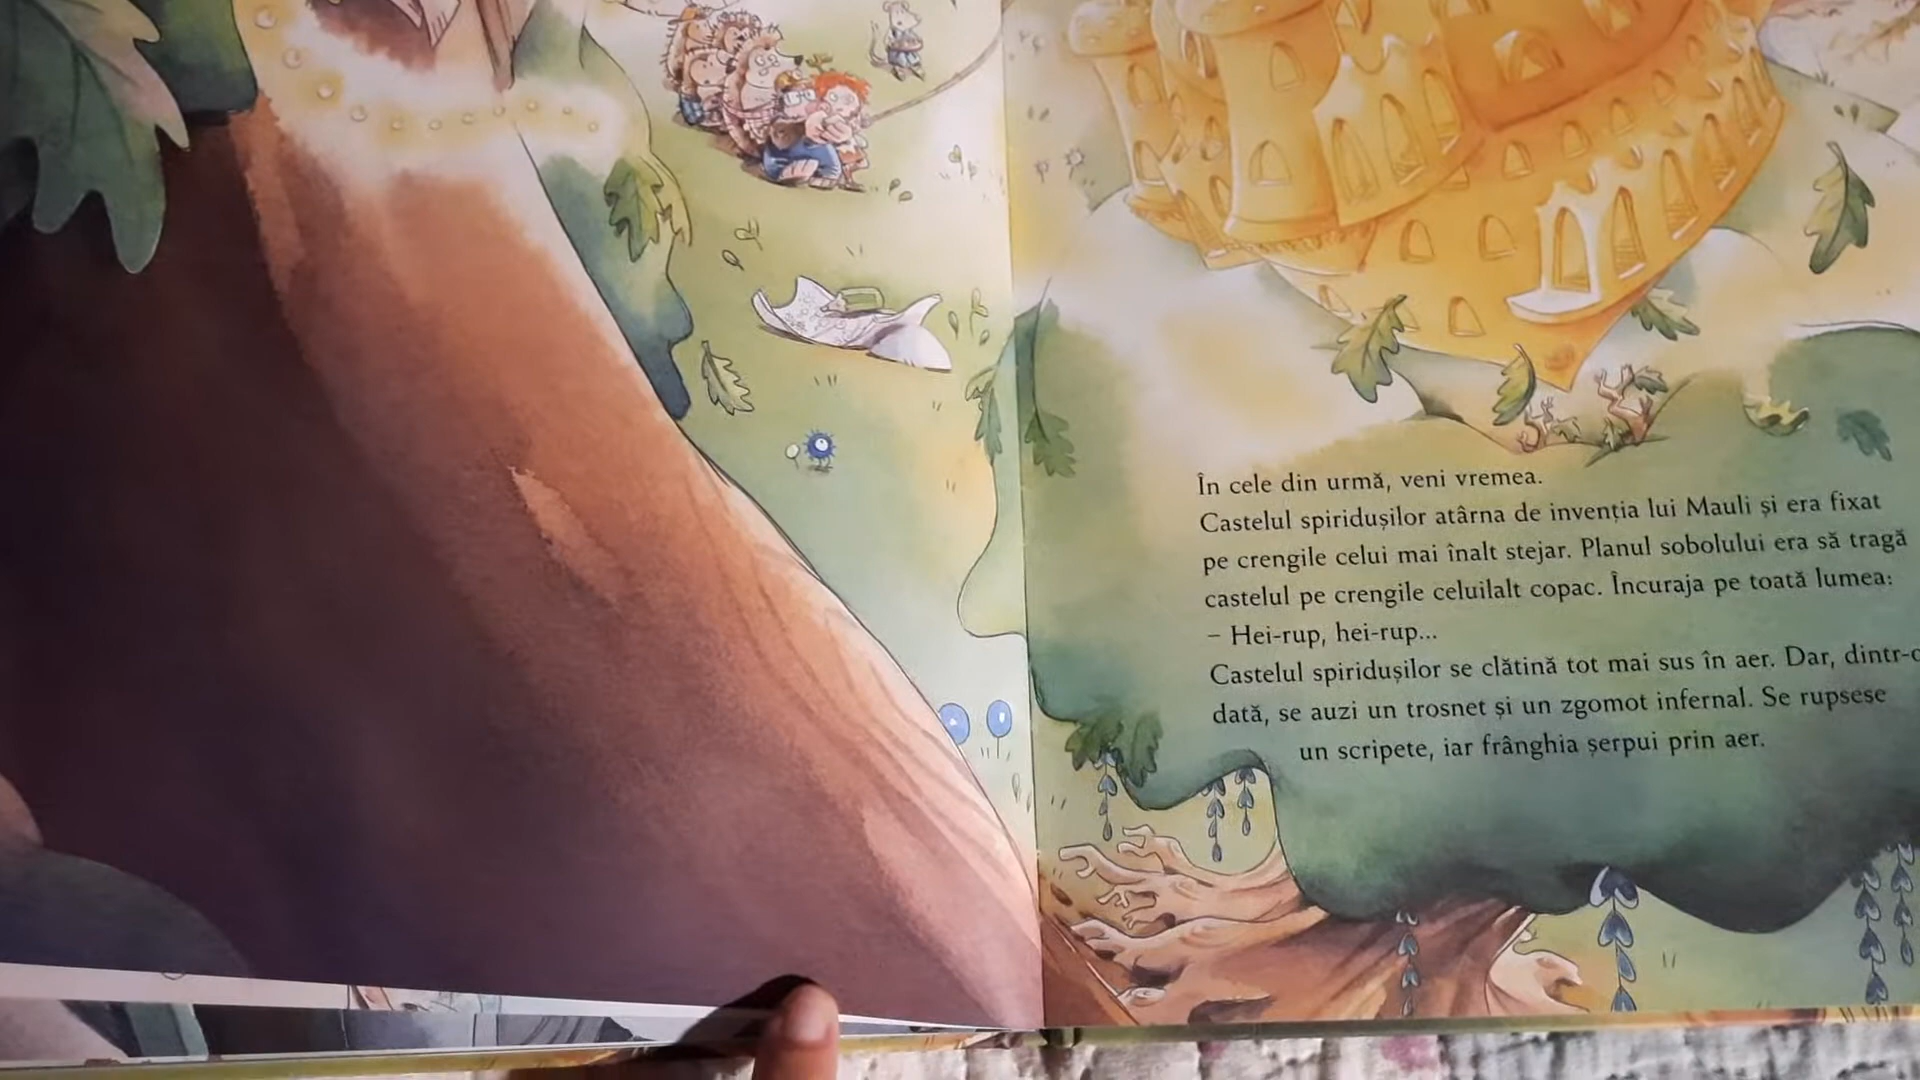 În cele din urmă, veni vremea.
Castelul spiridușilor atârna de invenția lui Mauli și era fixat
pe crengile celui mai înalt stejar. Planul sobolului era să tragă
castelul pe crengile celuilalt copac. Încuraja pe toată lumea:
– Hei-rup, hei-rup...
Castelul spiridușilor se clătină tot mai sus în aer. Dar, dintr-o
dată, se auzi un trosnet și un zgomot infernal. Se rupsese
un scripete, iar frânghia șerpui prin aer.